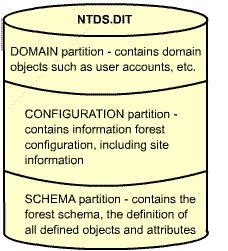 NTDS.DIT
DOMAIN partition - contains domain
objects such as user accounts, etc.
CONFIGURATION partition -
contains information forest
configuration, including site
information
SCHEMA partition - contains the
forest schema, the definition of
all defined objects and attributes